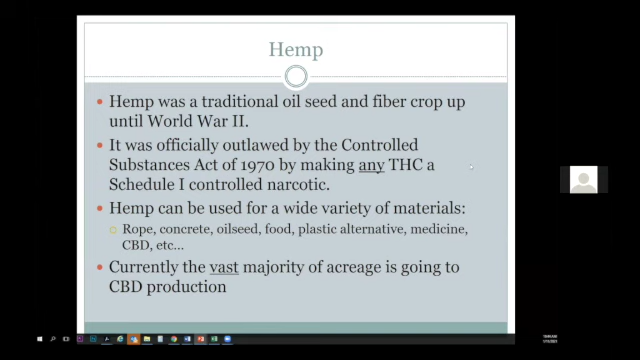 Hemp
• Hemp was a traditional oil seed and fiber crop up
until World War II.
• It was officially outlawed by the Controlled
Substances Act of 1970 by making any THC a
Schedule I controlled narcotic.
• Hemp can be used for a wide variety of materials:
Rope, concrete, oilseed, food, plastic alternative, medicine,
CBD, etc...
• Currently the vast majority of acreage is going to
CBD production